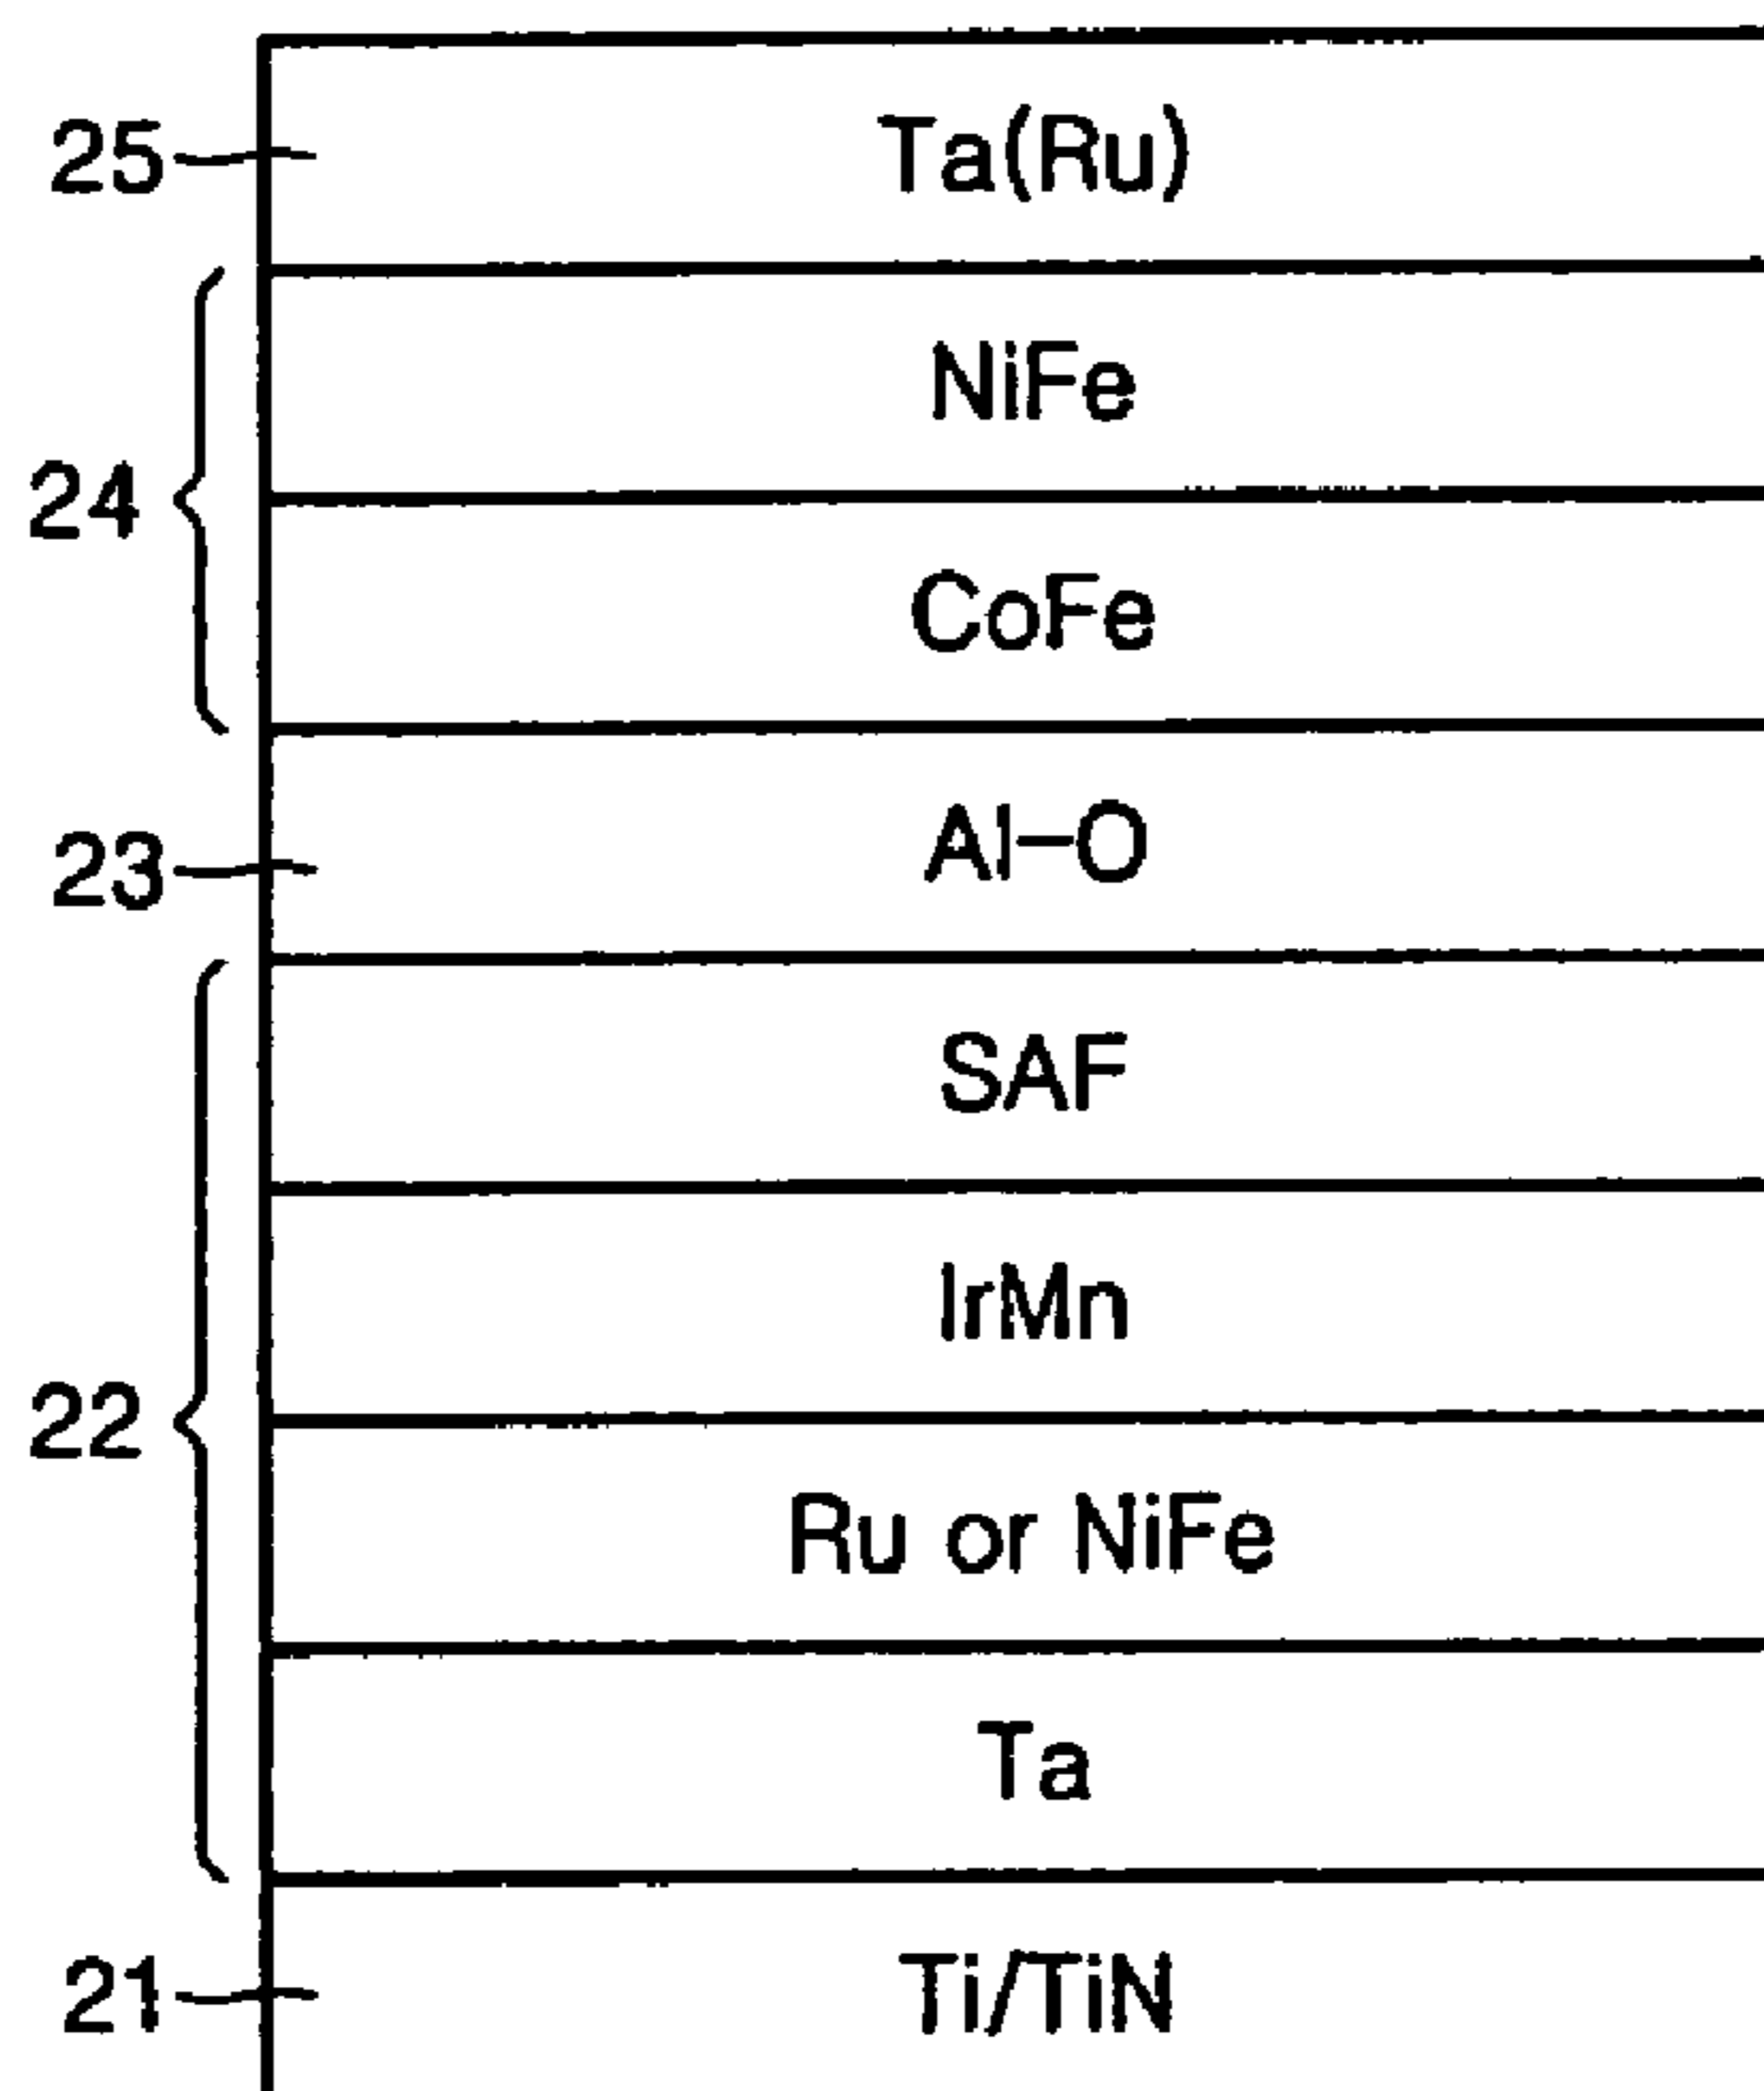 25 Ta(Ru)
NiFe
24
CoFe
23 Al-O
SAF
IrMn
22
Ru or NiFe
Ta
21 Ti/TiN